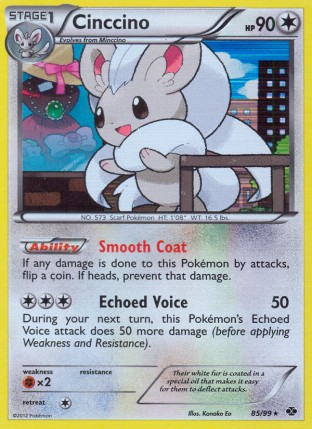 STAGE1
Cinccino
HP 90
Evolves from Minccino
NO. 573 Scarf Pokémon HT: 1'08" WT: 16.5 lbs.
Ability Smooth Coat
If any damage is done to this Pokémon by attacks,
flip a coin. If heads, prevent that damage.
Echoed Voice 50
During your next turn, this Pokémon's Echoed
Voice attack does 50 more damage (before applying
Weakness and Resistance).
weakness resistance
×2
retreat
Their white fur is coated in a
special oil that makes it easy
for them to deflect attacks.
Illus. Kanako Eo
85/99 ★
©2012 Pokémon